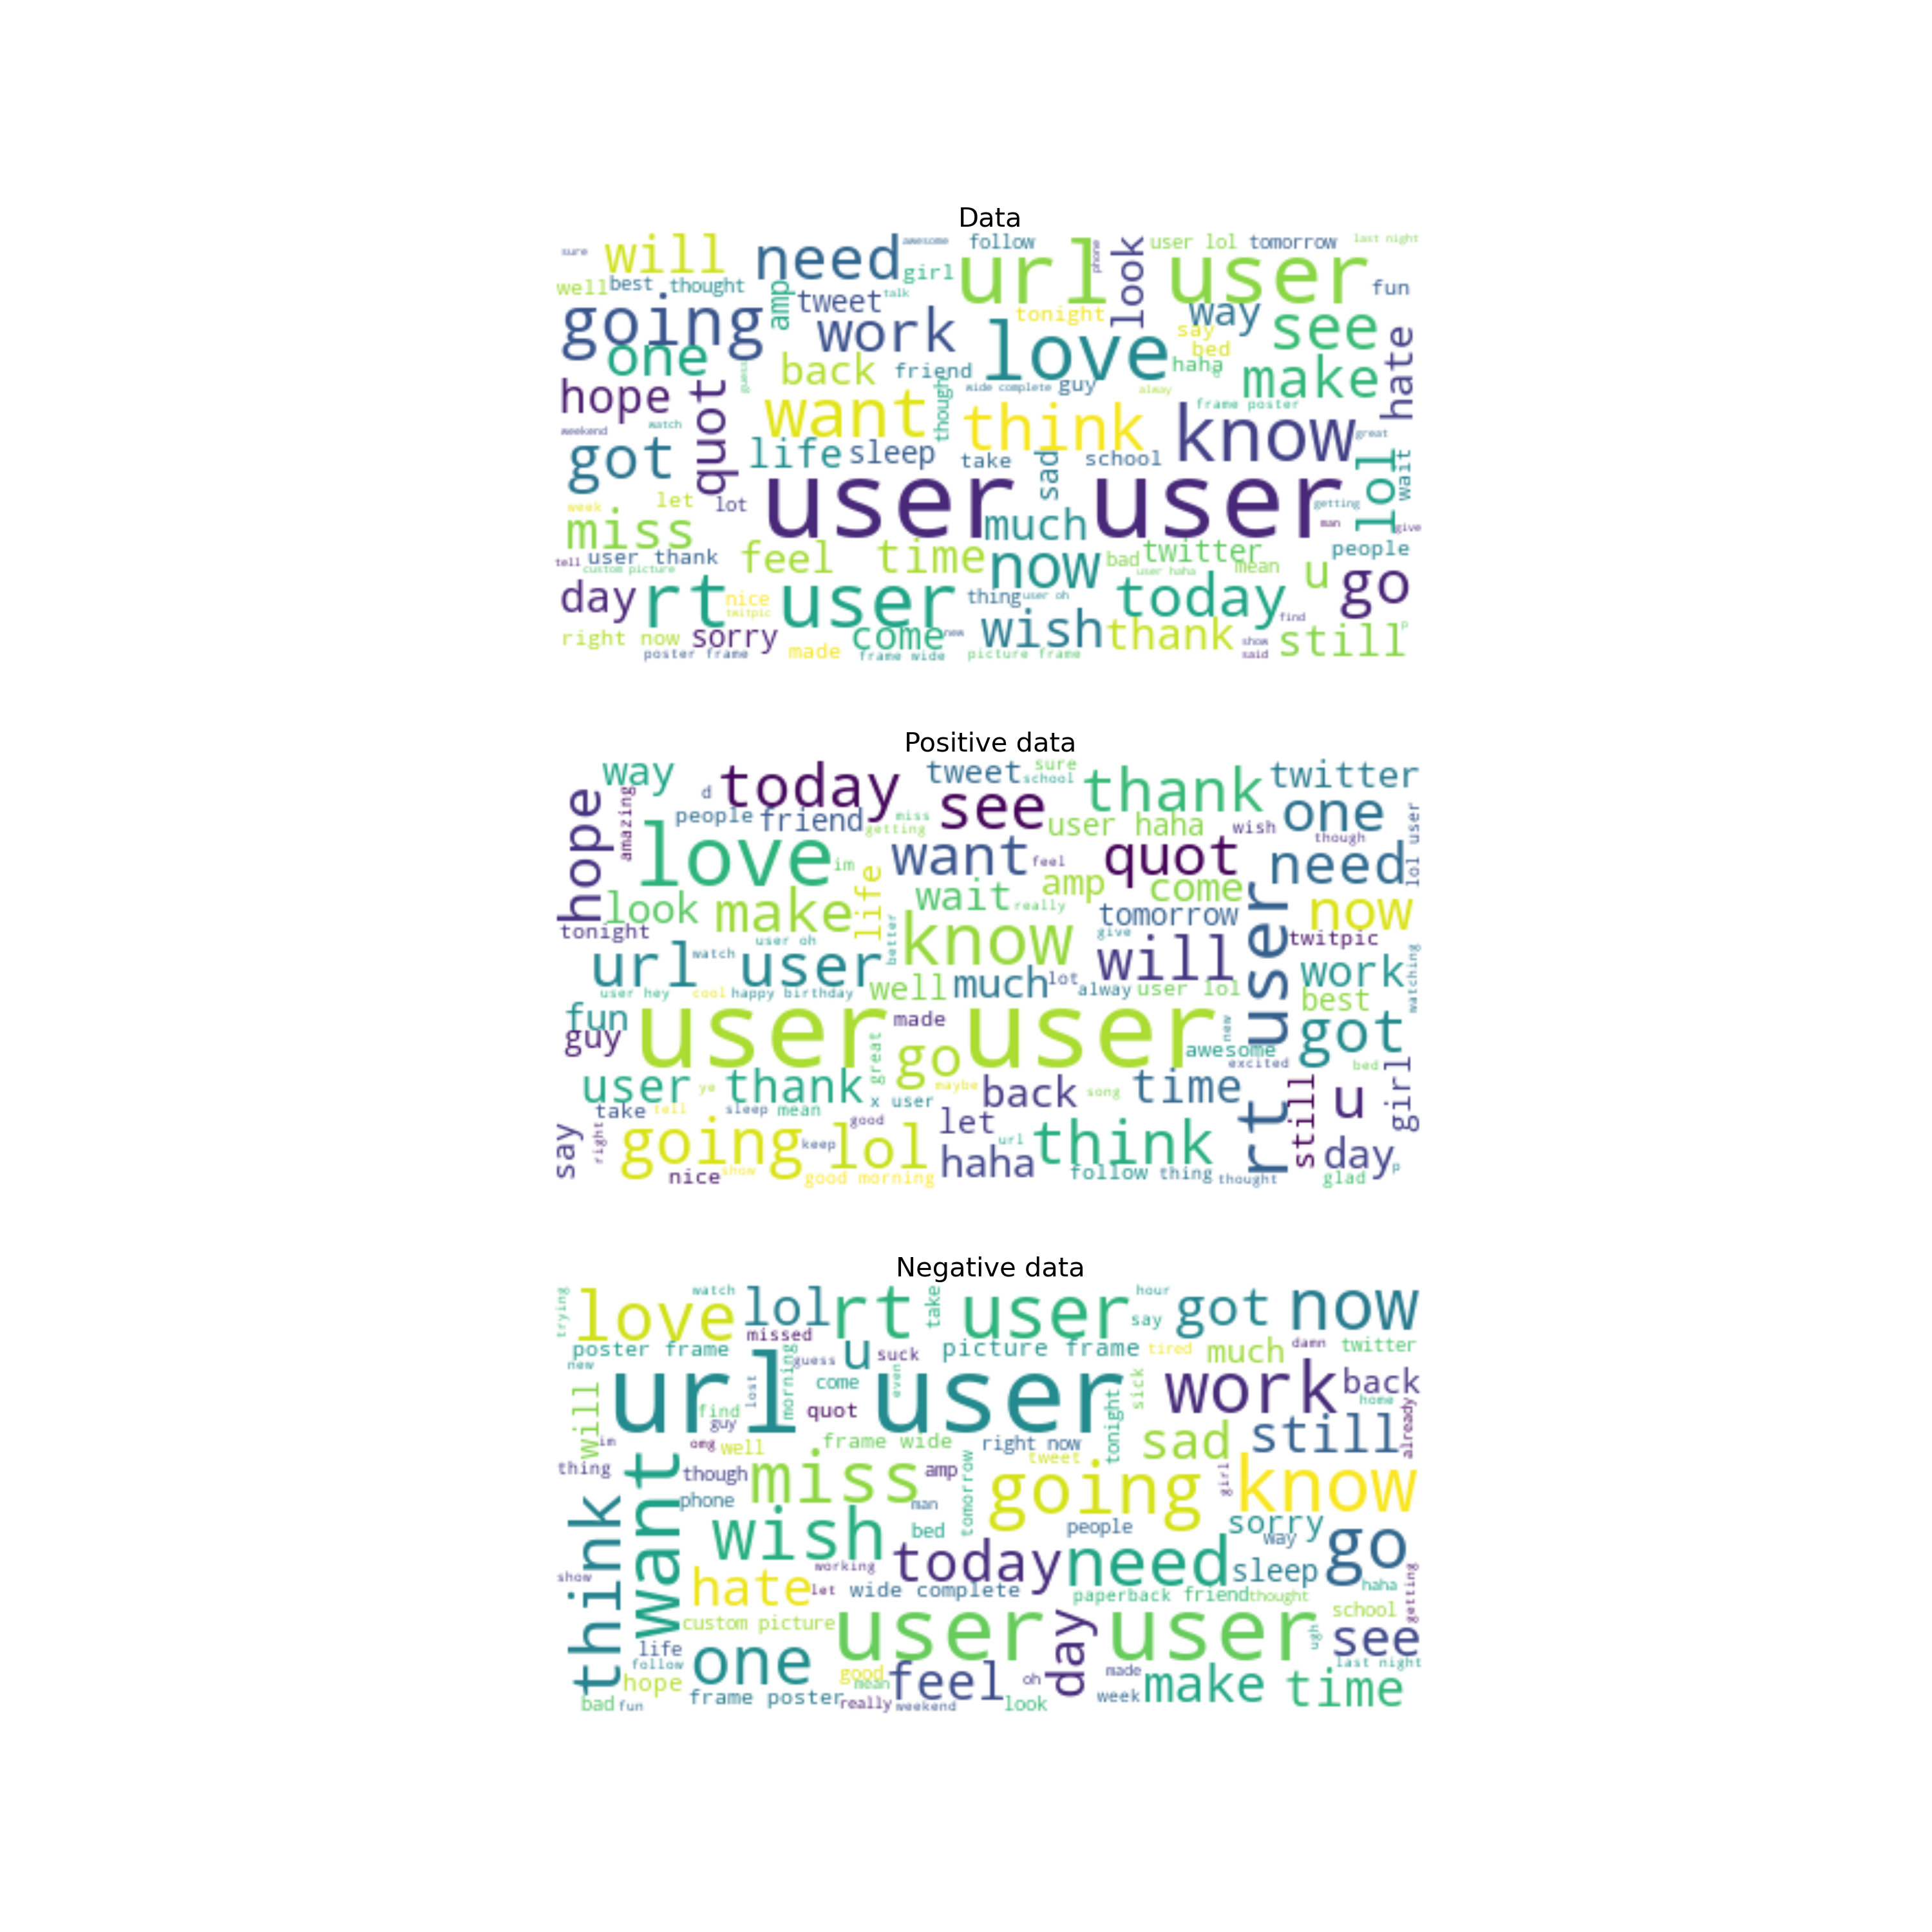 Data
sure
will
need
awesome
follow
url user
phone
look
user lol
tomorrow
last night
well
best
thought
girl
amp
tweet
talk
fun
going
work
tonight
love
way
say
see
bed
hate
one
back
friend
haha
make
guess
wide complete
guy
alway
hope
quot
want
though
think
frame poster
know
great
weekend
watch
got
life
sleep
take
sad
school
lol
wait
week
let
lot
user user
getting
man
give
miss
much
tell
user thank
custom picture
feel
time
now
bad
twitter
mean
people
user haha
u
go
day
rt user
nice
twitpic
thing
user oh
today
find
right now
sorry
come
new
wish
thank
show
still
p
poster frame
made
frame wide
picture frame
said
Positive data
way
d
today
tweet
sure
school
thank
twitter
hope
amazing
people
friend
miss
getting
see
user haha
wish
one
though
lol user
love
im
want
feel
quot
need
look
make
life
wait
really
amp
come
tomorrow
now
tonight
user oh
better
know
give
will
rt user
twitpic
url user
watch
well
much
lot
alway
user lol
work
watching
user hey
cool
happy birthday
best
fun
guy
user user
made
great
go
new
awesome
excited
got
bed
user thank
ye
maybe
back
song
time
still
u
girl
take
tell
sleep
mean
x user
say
right
going
keep
good
lol
let
url
haha
think
day
p
nice
show
good morning
follow
thing
thought
glad
Negative data
trying
love
watch
lol
rt user
take
hour
say
got
now
missed
poster frame
new
guess
u
suck
picture frame
tired
much
damn
twitter
url user
lost
morning
come
even
sick
work
back
home
find
guy
quot
tonight
already
will
im
omg
well
frame wide
right now
tweet
sad
still
thing
want
though
miss
amp
tomorrow
going
girl
know
think
phone
man
wish
bed
people
sorry
way
go
show
hate
working
let
today
need
sleep
haha
getting
wide complete
paperback friend
thought
custom picture
user user
day
ugh
school
see
life
follow
one
good
mean
feel
oh
made
last night
hope
frame poster
really
weekend
look
week
make
time
bad
fun